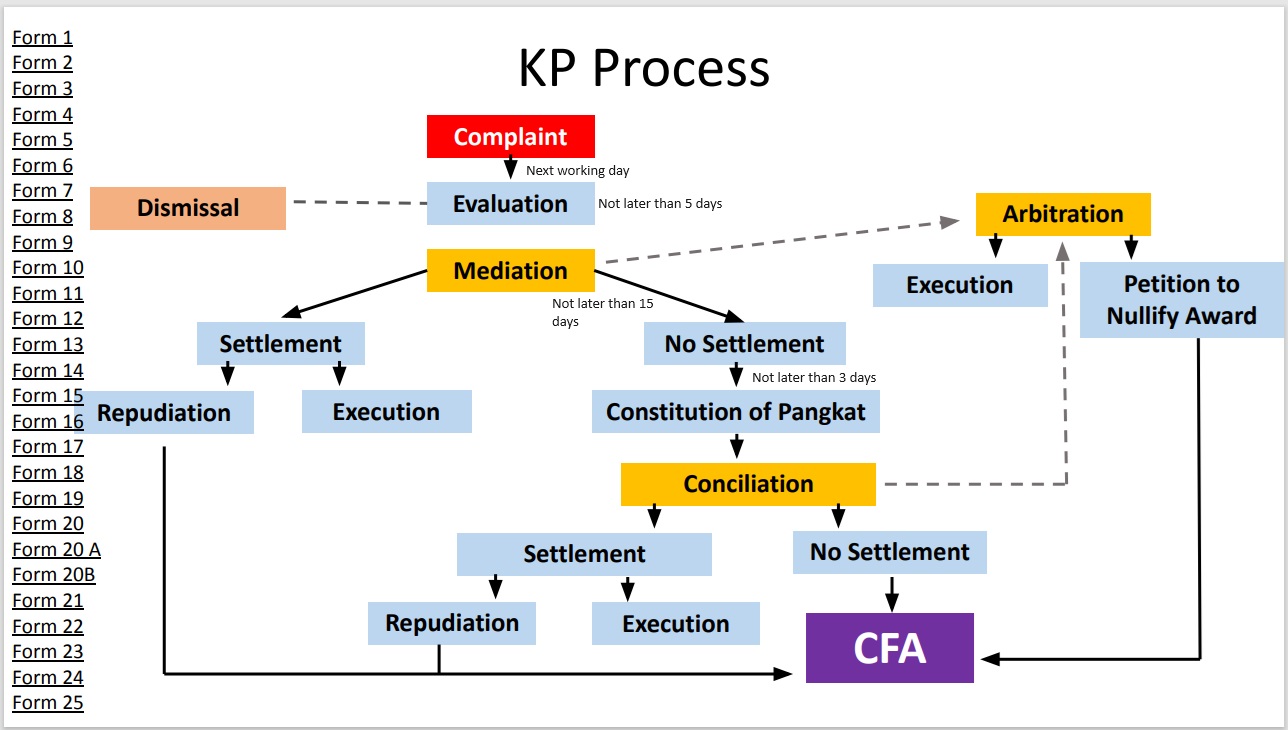 Form 1
Form 2
Form 3
Form 4
Form 5
Form 6
Form 7
Form 8
Form 9
Form 10
Form 11
Form 12
Form 13
Form 14
Form 15
Form 16
Form 17
Form 18
Form 19
Form 20
Form 20 A
Form 20B
Form 21
Form 22
Form 23
Form 24
Form 25
KP Process
Complaint
Next working day
Dismissal
Evaluation
Not later than 5 days
Arbitration
Mediation
Execution
Petition to
Nullify Award
Not later than 15
days
Settlement
No Settlement
Not later than 3 days
Repudiation
Execution
Constitution of Pangkat
Conciliation
Settlement
No Settlement
Repudiation
Execution
CFA